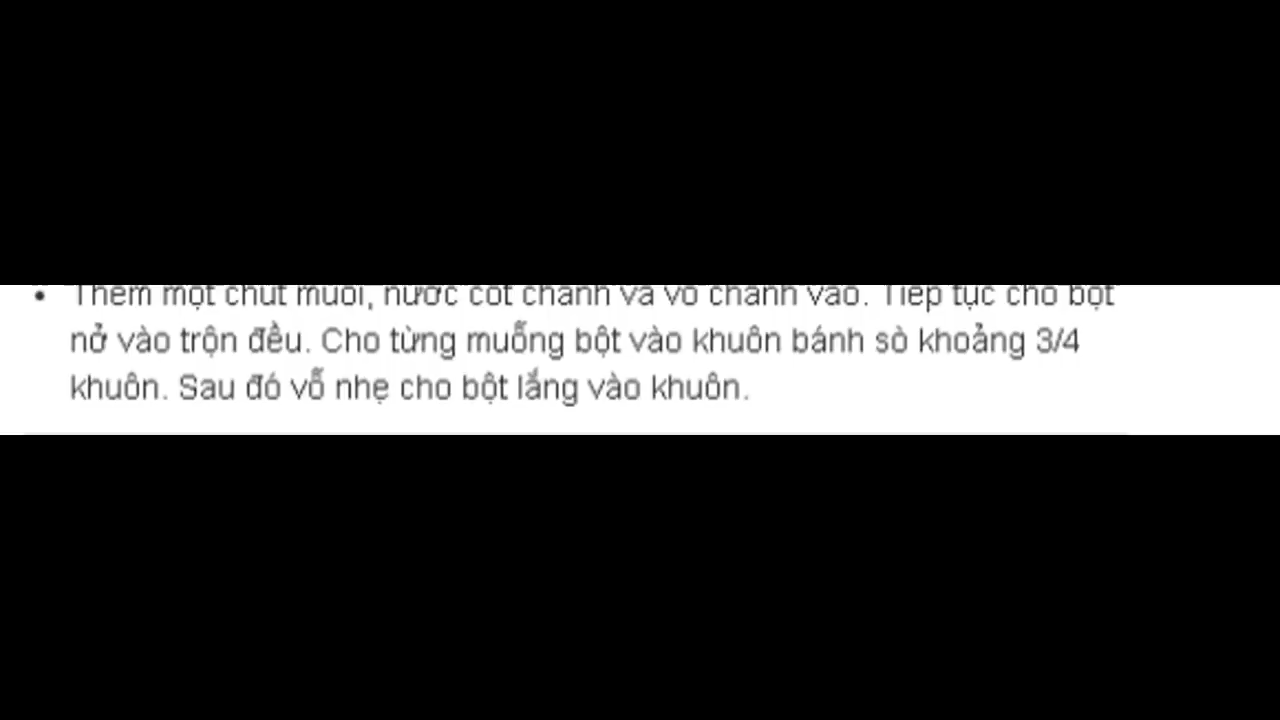 • Thêm một chút muối, nước cốt chanh và vỏ chanh vào. Tiếp tục cho bột
nở vào trộn đều. Cho từng muỗng bột vào khuôn bánh sò khoảng 3/4
khuôn. Sau đó vỗ nhẹ cho bột lắng vào khuôn.